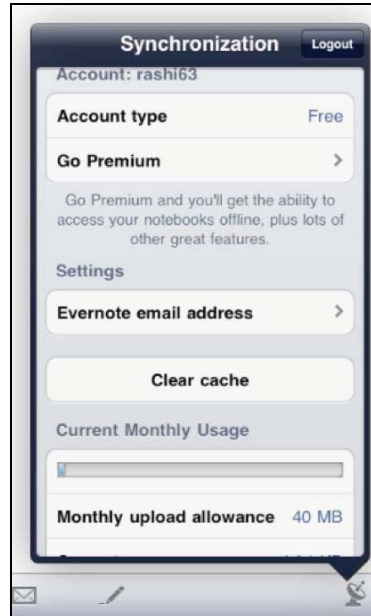 Synchronization
Logout
Account: rashi63
Account type Free
Go Premium
Go Premium and you'll get the ability to
access your notebooks offline, plus lots of
other great features.
Settings
Evernote email address
Clear cache
Current Monthly Usage
Monthly upload allowance 40 MB